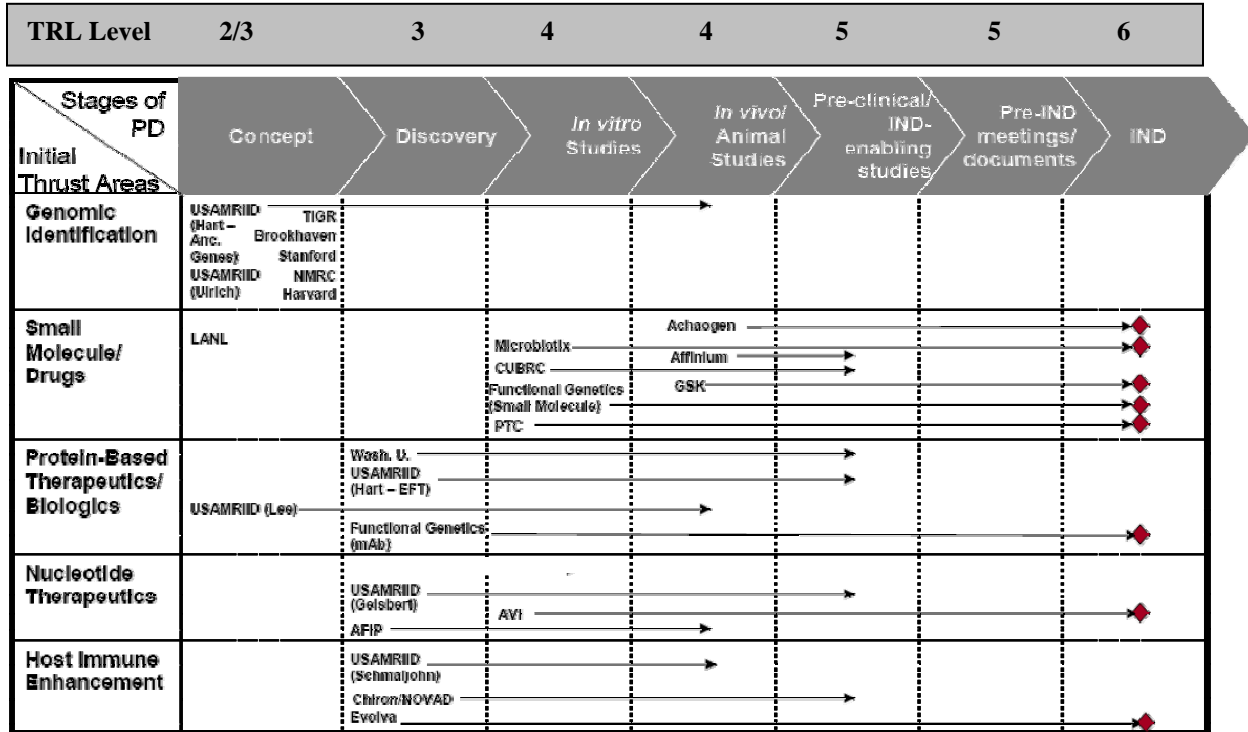 TRL Level 2/3 3 4 4 5 5 6
Stages of
PD
Initial
Thrust Areas
Concept
Discovery
In vitro
Studies
In vivo/
Animal
Studies
Pre-clinical/
IND-
enabling
studies
Pre-IND
meetings/
documents
IND
Genomic
Identification
USAMRIID
(Hart –
Anc.
Genes)
USAMRIID
(Ulrich)
TIGR
Brookhaven
Stanford
NMRC
Harvard
Small
Molecule/
Drugs
LANL
Achaogen
Microbiotix
Affinium
CUBRC
GSK
Functional Genetics
(Small Molecule)
PTC
Protein-Based
Therapeutics/
Biologics
Wash. U.
USAMRIID
(Hart – EFT)
USAMRIID (Lee)
Functional Genetics
(mAb)
Nucleotide
Therapeutics
USAMRIID
(Geisbert)
AVI
AFIP
Host Immune
Enhancement
USAMRIID
(Schmaljohn)
Chiron/NOVAD
Evolva